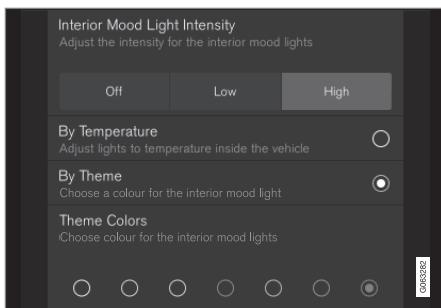 Interior Mood Light Intensity
Adjust the intensity for the interior mood lights
Off Low High
By Temperature
Adjust lights to temperature inside the vehicle
By Theme
Choose a colour for the interior mood light
Theme Colors
Choose colour for the interior mood lights
G063282